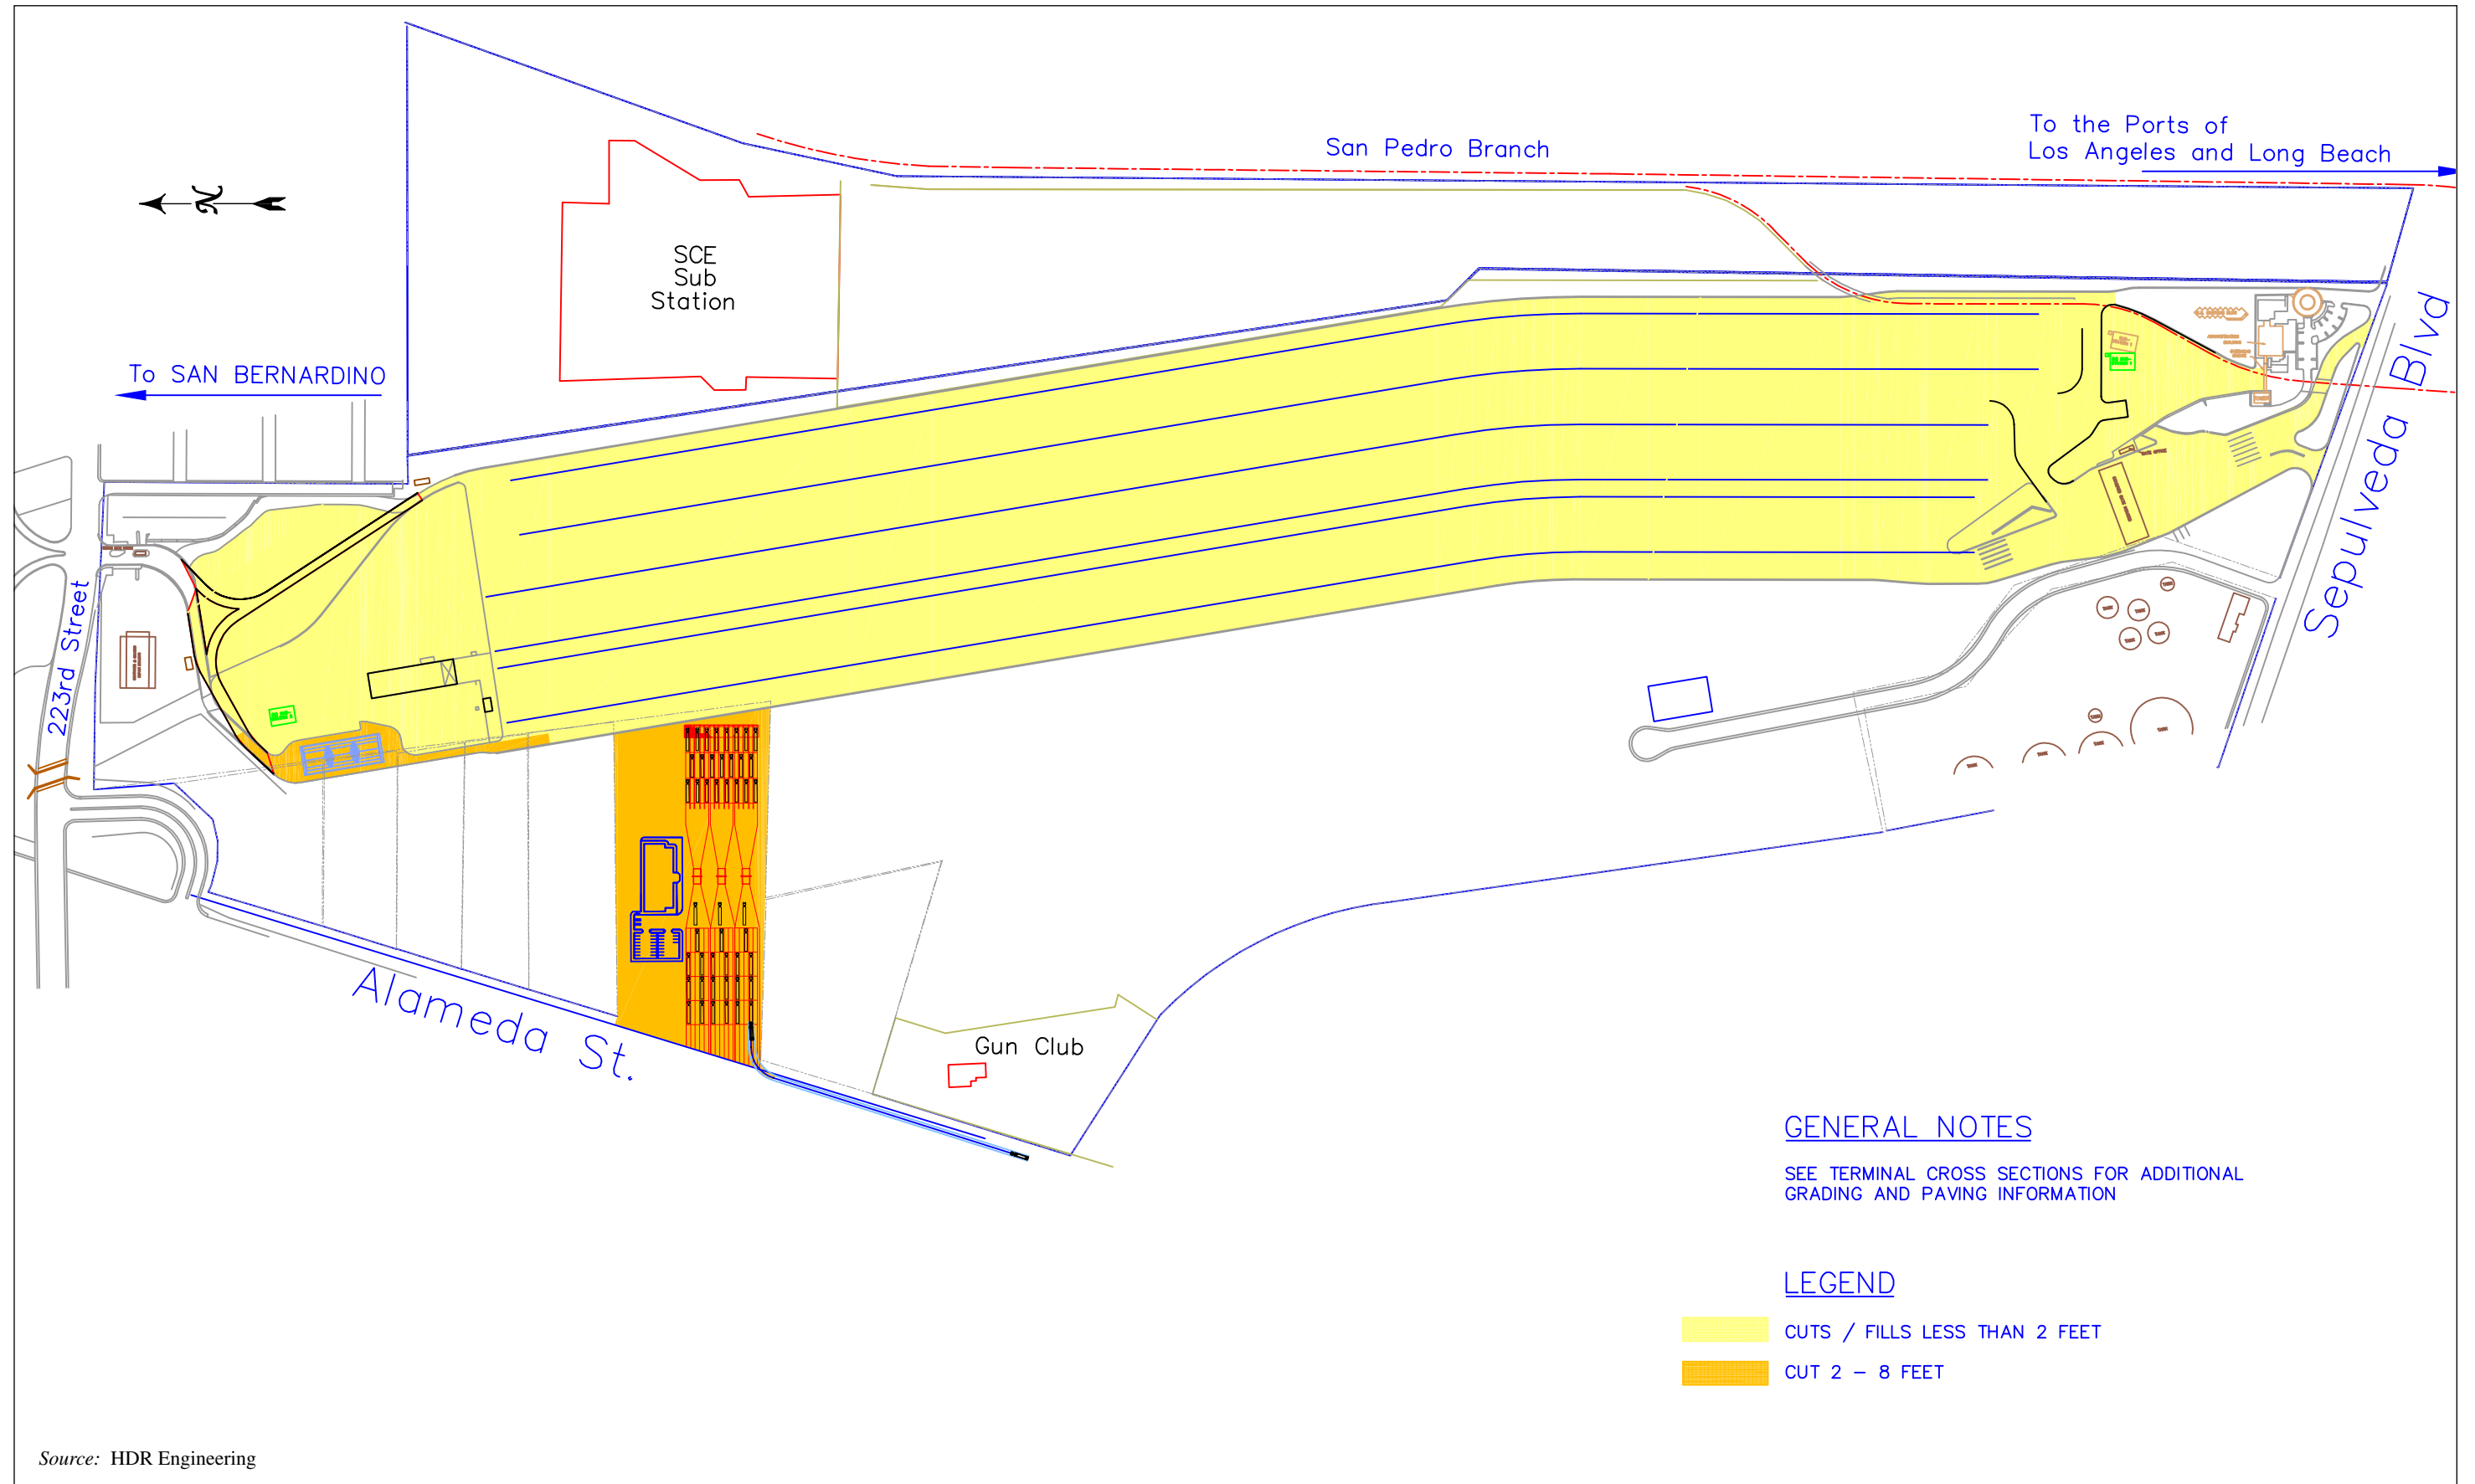 To the Ports of
Los Angeles and Long Beach
San Pedro Branch
N
SCE
Sub
Station
To SAN BERNARDINO
Sepulveda Blvd
223rd Street
Alameda St.
Gun Club
GENERAL NOTES
SEE TERMINAL CROSS SECTIONS FOR ADDITIONAL
GRADING AND PAVING INFORMATION
LEGEND
CUTS / FILLS LESS THAN 2 FEET
CUT 2 - 8 FEET
Source: HDR Engineering